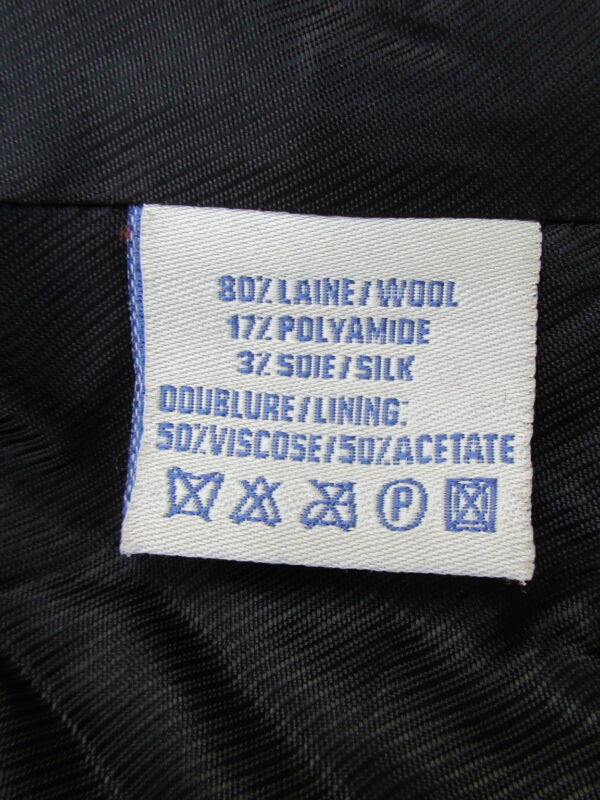 80% LAINE / WOOL
17% POLYAMIDE
3% SOIE / SILK
DOUBLURE / LINING:
50% VISCOSE / 50% ACETATE
P